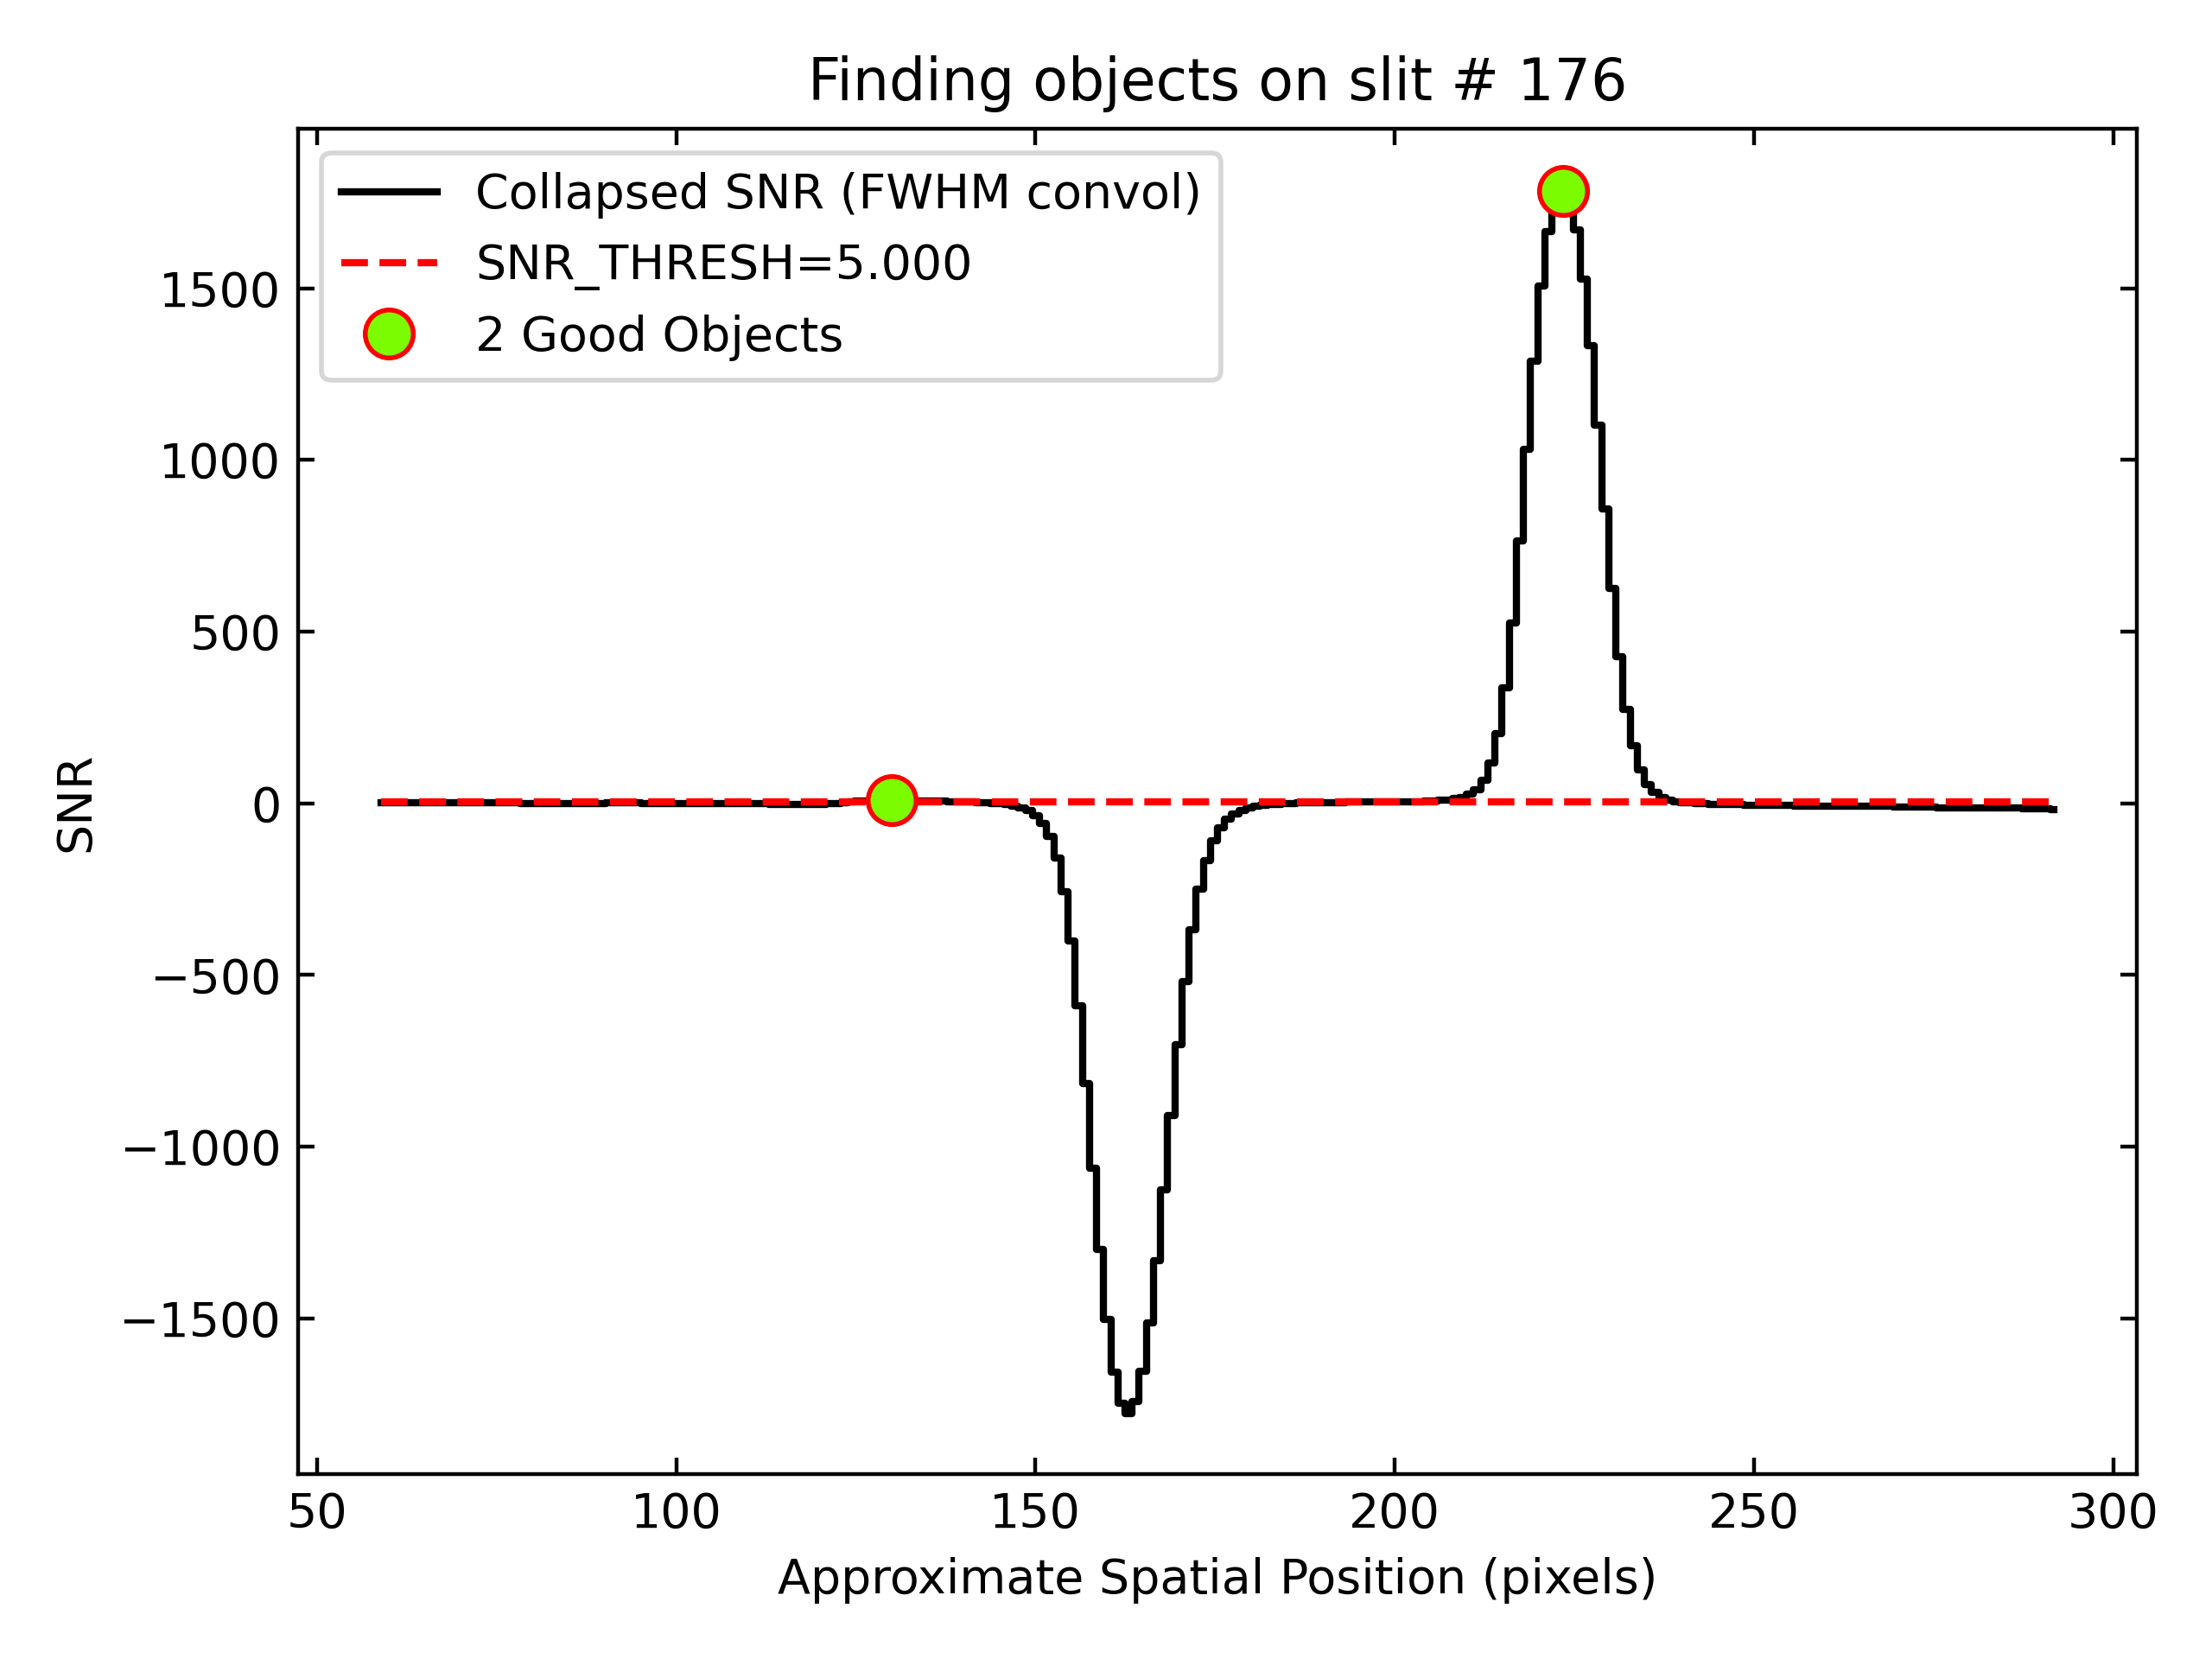 Finding objects on slit # 176
Collapsed SNR (FWHM convol)
SNR_THRESH=5.000
2 Good Objects
1500
1000
500
0
−500
−1000
−1500
SNR
50 100 150 200 250 300
Approximate Spatial Position (pixels)